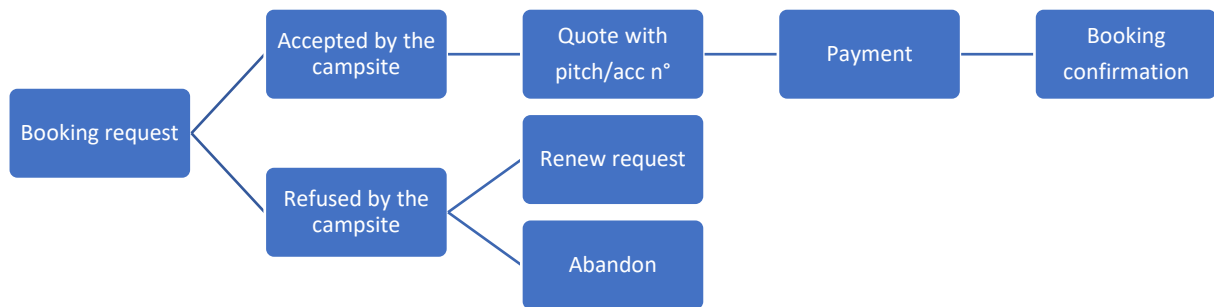 Booking request
Accepted by the
campsite
Quote with
pitch/acc n°
Payment
Booking
confirmation
Refused by the
campsite
Renew request
Abandon